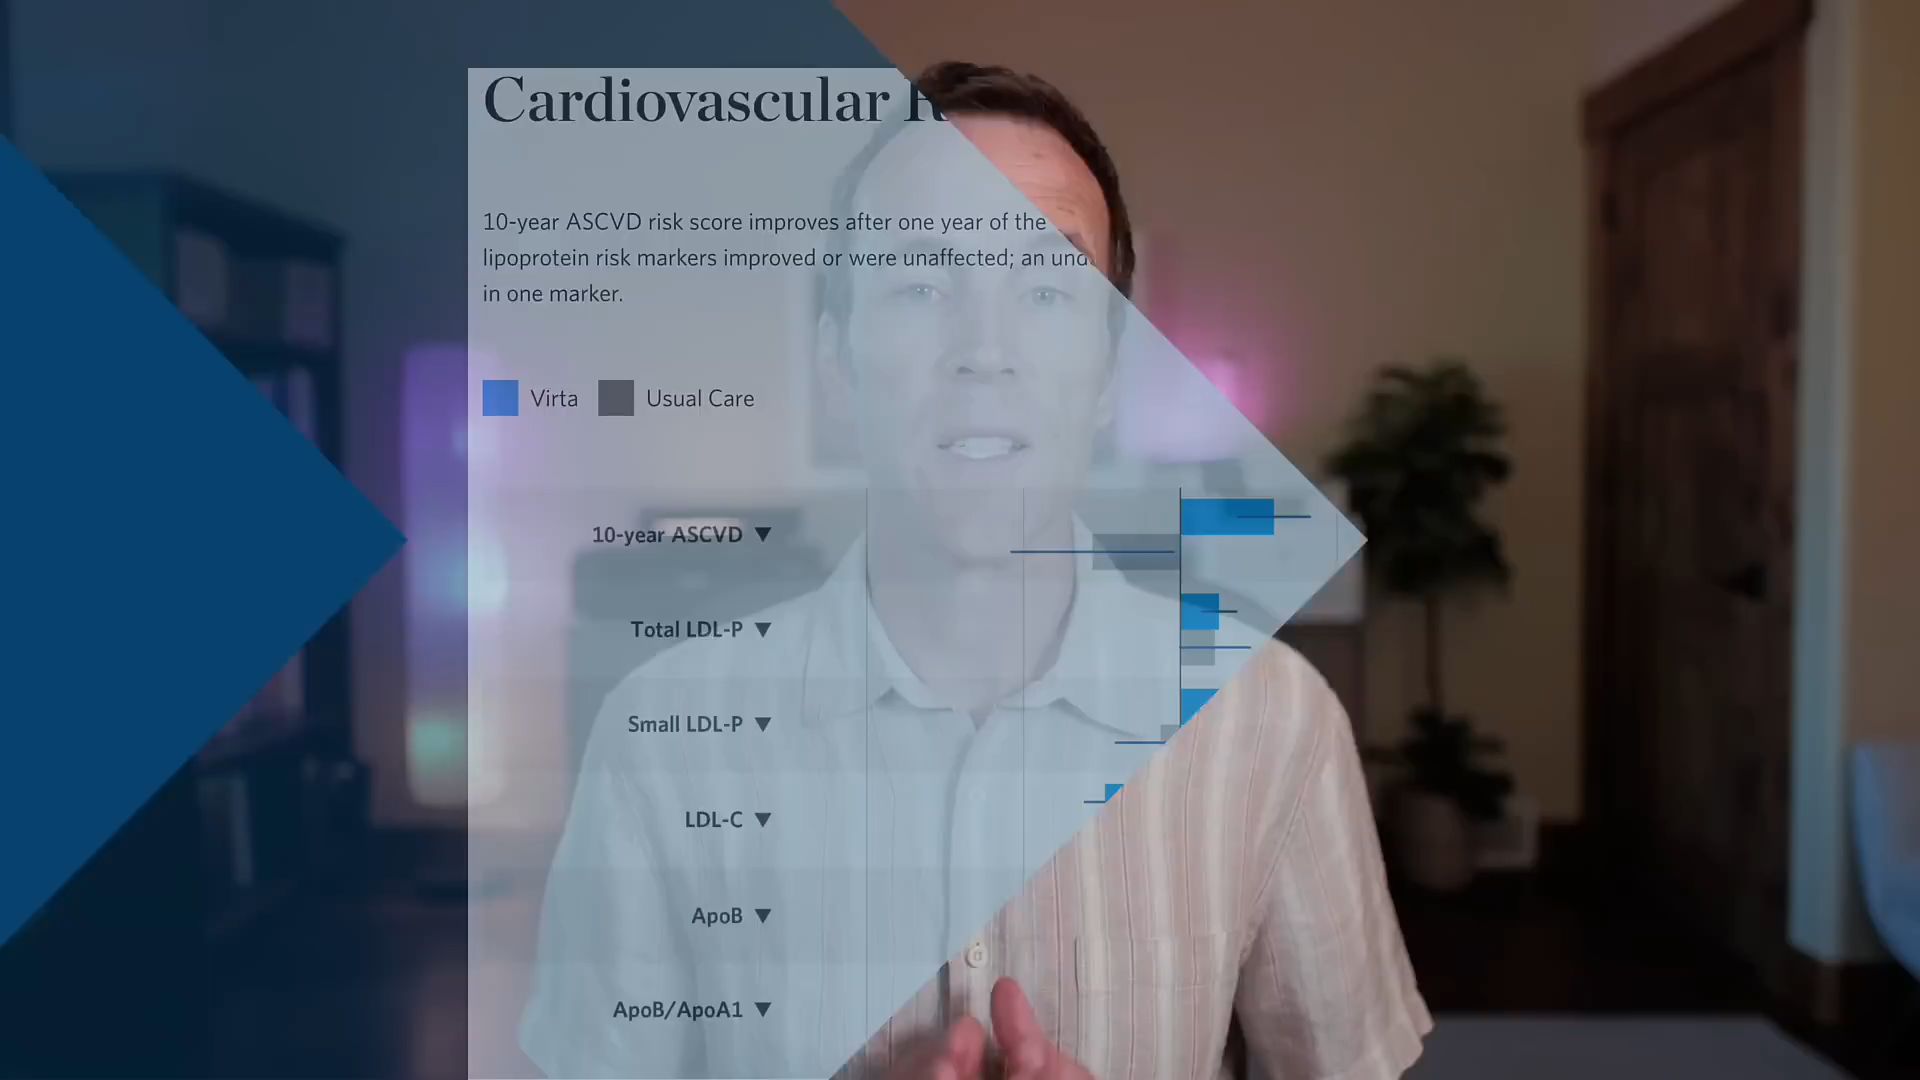 Cardiovascular R
10-year ASCVD risk score improves after one year of the
lipoprotein risk markers improved or were unaffected; an und
in one marker.
Virta Usual Care
10-year ASCVD ▼
Total LDL-P ▼
Small LDL-P ▼
LDL-C ▼
ApoB ▼
ApoB/ApoA1 ▼